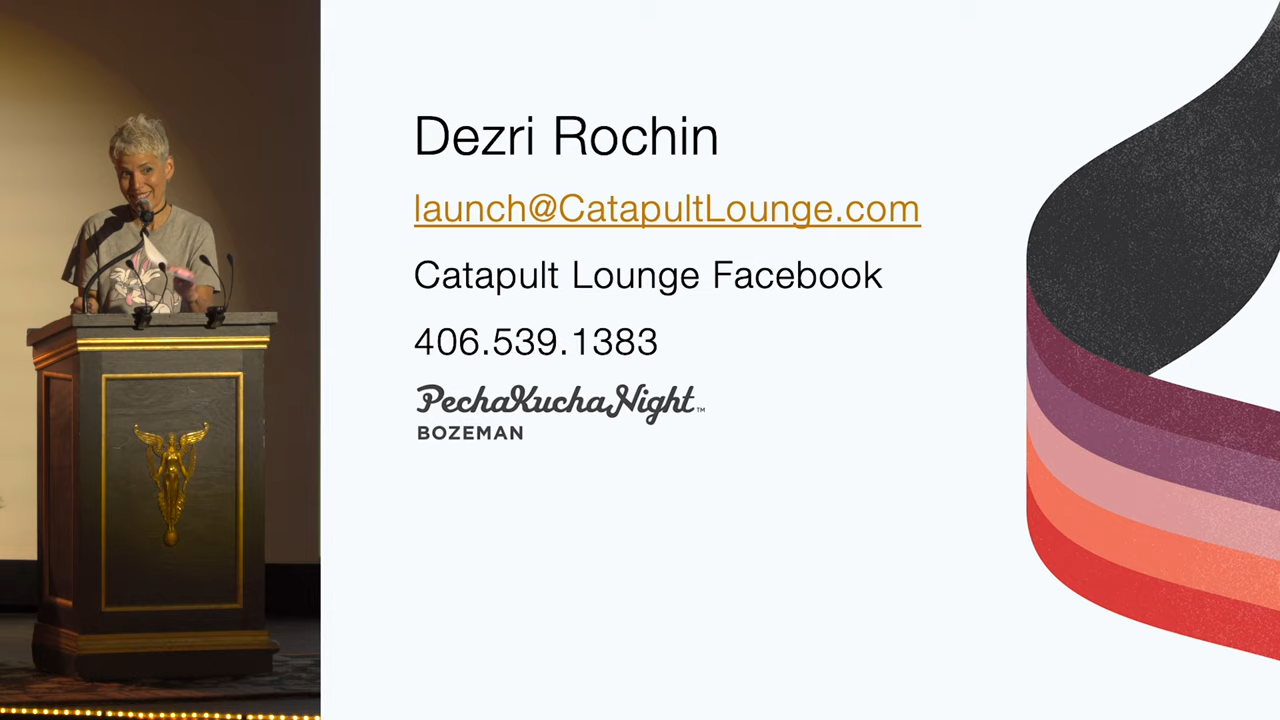 Dezri Rochin
launch@CatapultLounge.com
Catapult Lounge Facebook
406.539.1383
PechaKuchaNight™
BOZEMAN